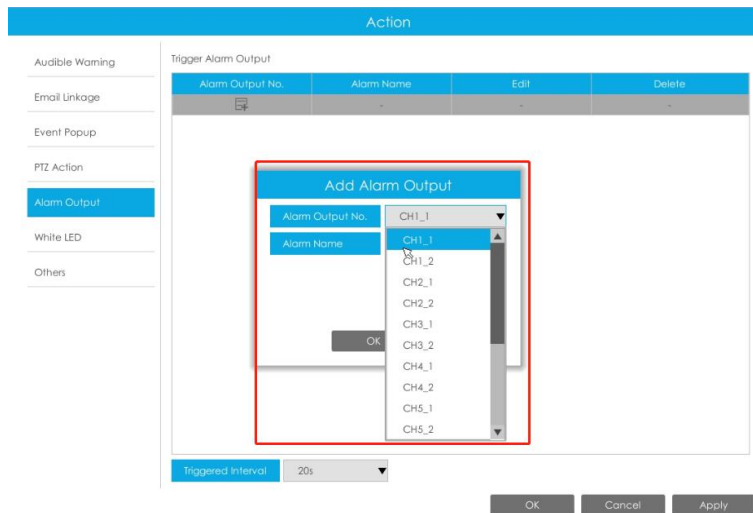 Action
Audible Warning
Email Linkage
Event Popup
PTZ Action
Alarm Output
White LED
Others
Trigger Alarm Output
Alarm Output No. Alarm Name Edit Delete
- - -
Add Alarm Output
Alarm Output No. CH1_1
Alarm Name
CH1_1
CH1_2
CH2_1
CH2_2
CH3_1
CH3_2
CH4_1
CH4_2
CH5_1
CH5_2
OK
Triggered Interval 20s
OK Cancel Apply